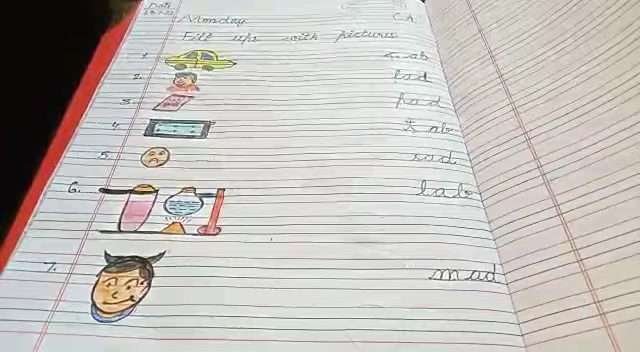 Date
Monday C.A.
Fill ups with pictures
1. cab
2. lad
3. pad
4. tab
5. sad
6. lab
7. mad